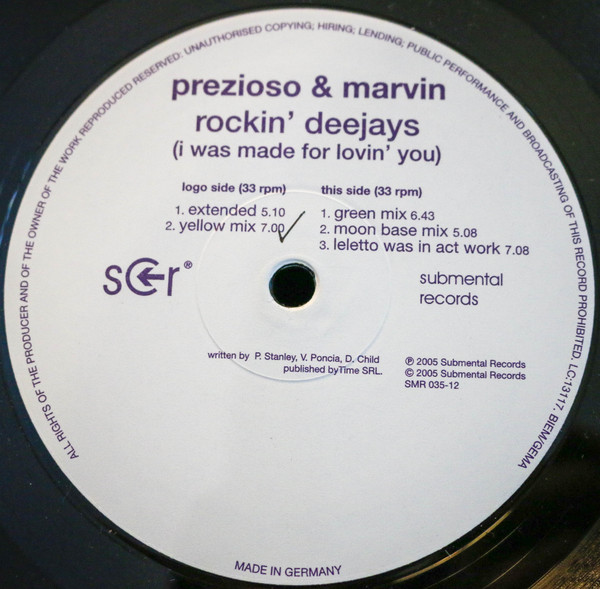 ALL RIGHTS OF THE PRODUCER AND OF THE OWNER OF THE WORK REPRODUCED RESERVED: UNAUTHORISED COPYING; HIRING; LENDING; PUBLIC PERFORMANCE AND BROADCASTING OF THIS RECORD PROHIBITED. LC:13117. BIEM/GEMA
prezioso & marvin
rockin' deejays
(i was made for lovin' you)
logo side (33 rpm)
1. extended 5.10
2. yellow mix 7.00
this side (33 rpm)
1. green mix 6.43
2. moon base mix 5.08
3. leletto was in act work 7.08
sCr®
submental
records
written by P. Stanley, V. Poncia, D. Child
published byTime SRL.
℗ 2005 Submental Records
© 2005 Submental Records
SMR 035-12
MADE IN GERMANY